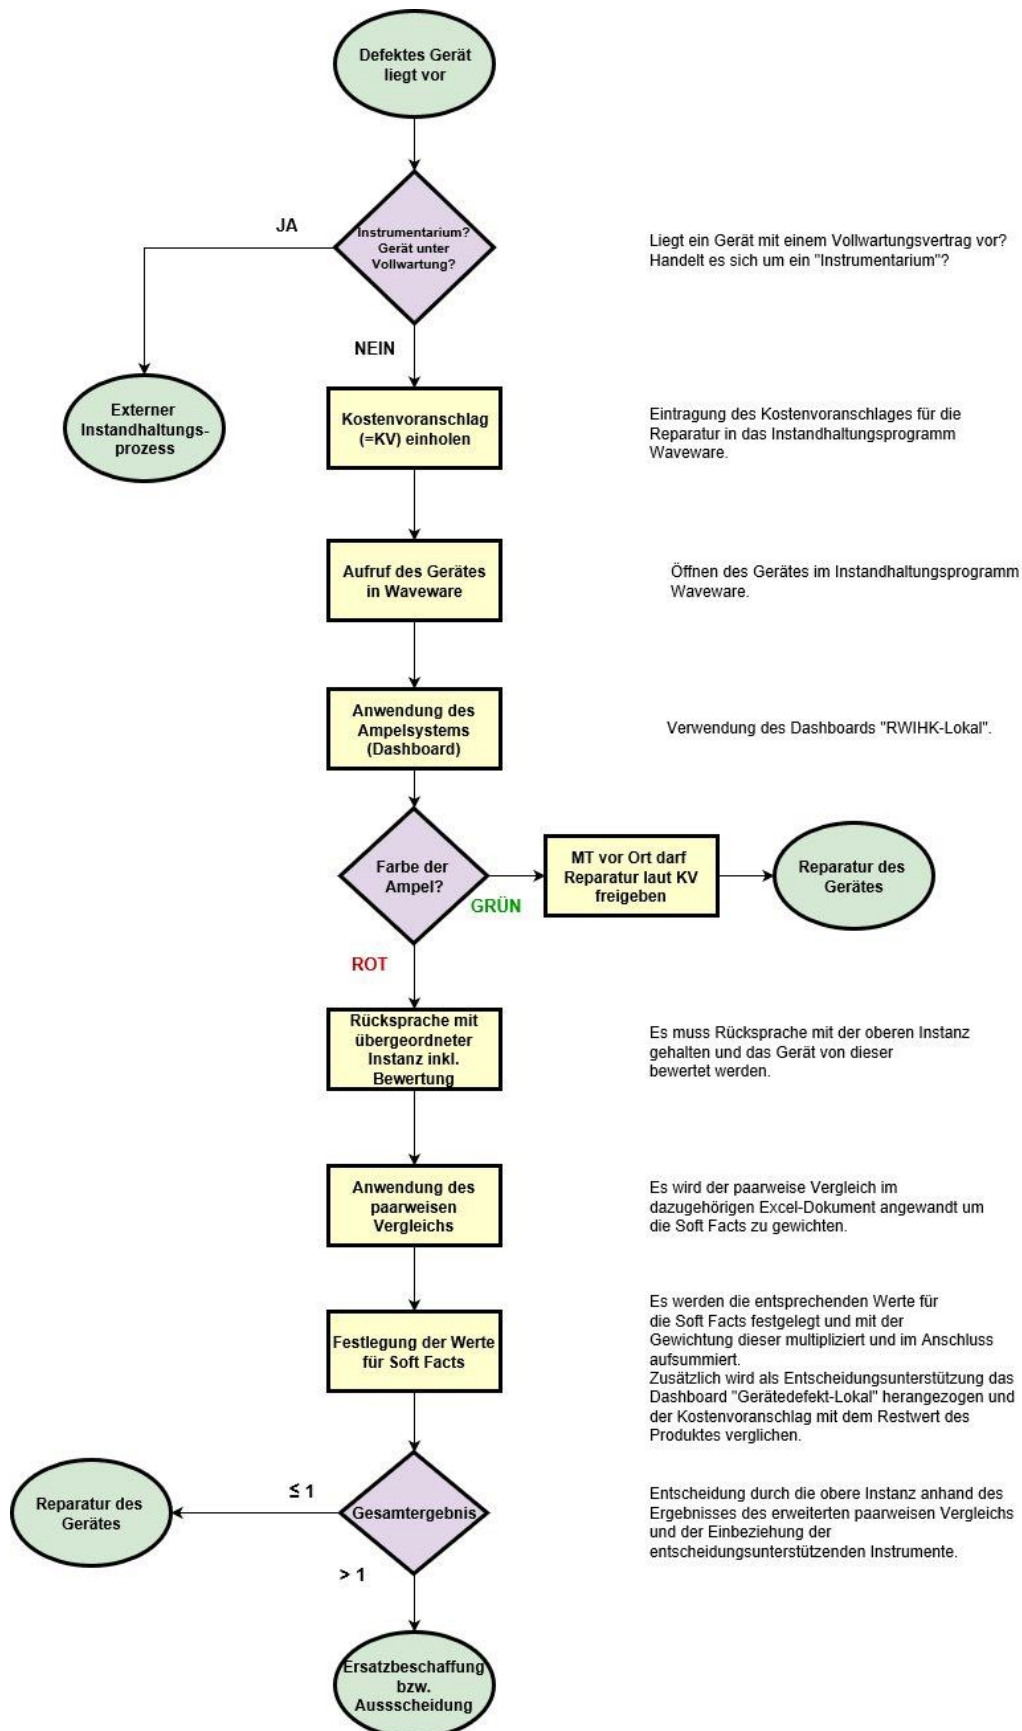 Defektes Gerät
liegt vor
JA
Instrumentarium?
Gerät unter
Vollwartung?
Liegt ein Gerät mit einem Vollwartungsvertrag vor?
Handelt es sich um ein "Instrumentarium"?
NEIN
Externer
Instandhaltungs-
prozess
Kostenvoranschlag
(=KV) einholen
Eintragung des Kostenvoranschlages für die
Reparatur in das Instandhaltungsprogramm
Waveware.
Aufruf des Gerätes
in Waveware
Öffnen des Gerätes im Instandhaltungsprogramm
Waveware.
Anwendung des
Ampelsystems
(Dashboard)
Verwendung des Dashboards "RWIHK-Lokal".
Farbe der
Ampel?
GRÜN
MT vor Ort darf
Reparatur laut KV
freigeben
Reparatur des
Gerätes
ROT
Rücksprache mit
übergeordneter
Instanz inkl.
Bewertung
Es muss Rücksprache mit der oberen Instanz
gehalten und das Gerät von dieser
bewertet werden.
Anwendung des
paarweisen
Vergleichs
Es wird der paarweise Vergleich im
dazugehörigen Excel-Dokument angewandt um
die Soft Facts zu gewichten.
Festlegung der Werte
für Soft Facts
Es werden die entsprechenden Werte für
die Soft Facts festgelegt und mit der
Gewichtung dieser multipliziert und im Anschluss
aufsummiert.
Zusätzlich wird als Entscheidungsunterstützung das
Dashboard "Gerätedefekt-Lokal" herangezogen und
der Kostenvoranschlag mit dem Restwert des
Produktes verglichen.
Reparatur des
Gerätes
≤ 1
Gesamtergebnis
Entscheidung durch die obere Instanz anhand des
Ergebnisses des erweiterten paarweisen Vergleichs
und der Einbeziehung der
entscheidungsunterstützenden Instrumente.
> 1
Ersatzbeschaffung
bzw.
Aussscheidung